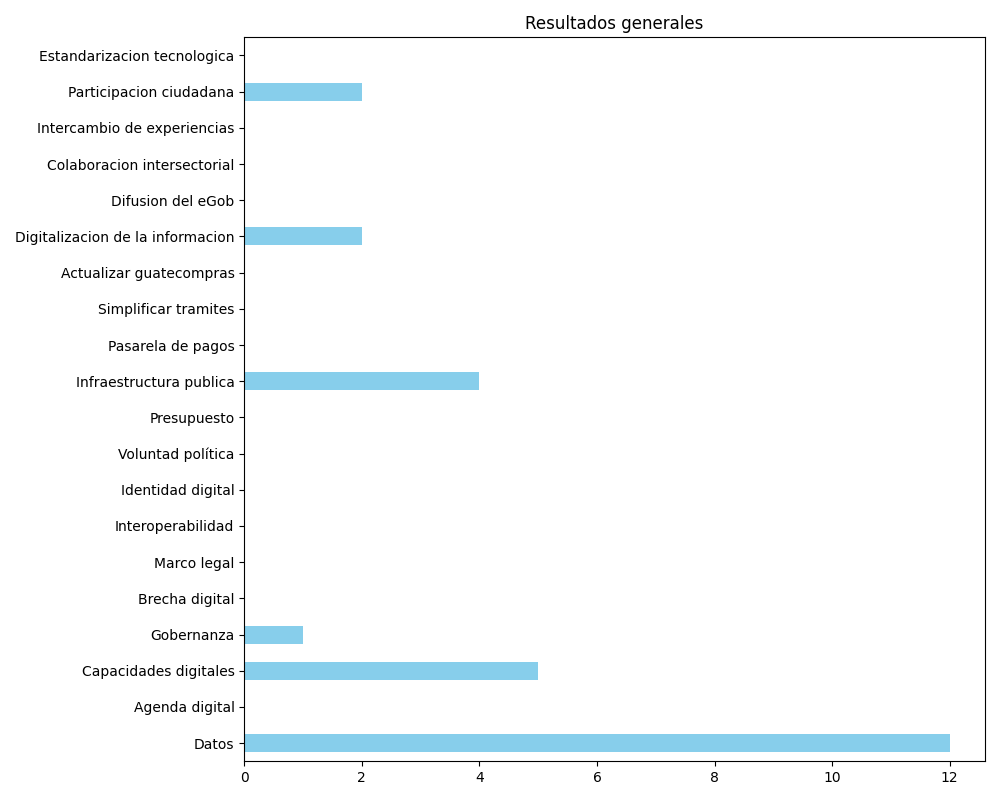 Resultados generales
Estandarizacion tecnologica
Participacion ciudadana
Intercambio de experiencias
Colaboracion intersectorial
Difusion del eGob
Digitalizacion de la informacion
Actualizar guatecompras
Simplificar tramites
Pasarela de pagos
Infraestructura publica
Presupuesto
Voluntad política
Identidad digital
Interoperabilidad
Marco legal
Brecha digital
Gobernanza
Capacidades digitales
Agenda digital
Datos
0 2 4 6 8 10 12